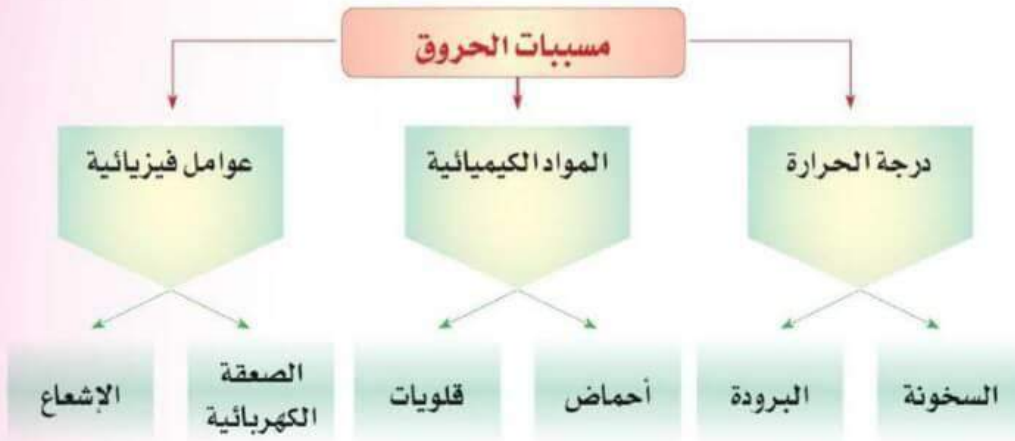 مسببات الحروق
درجة الحرارة
المواد الكيميائية
عوامل فيزيائية
السخونة
البرودة
أحماض
قلويات
الصعقة
الكهربائية
الإشعاع